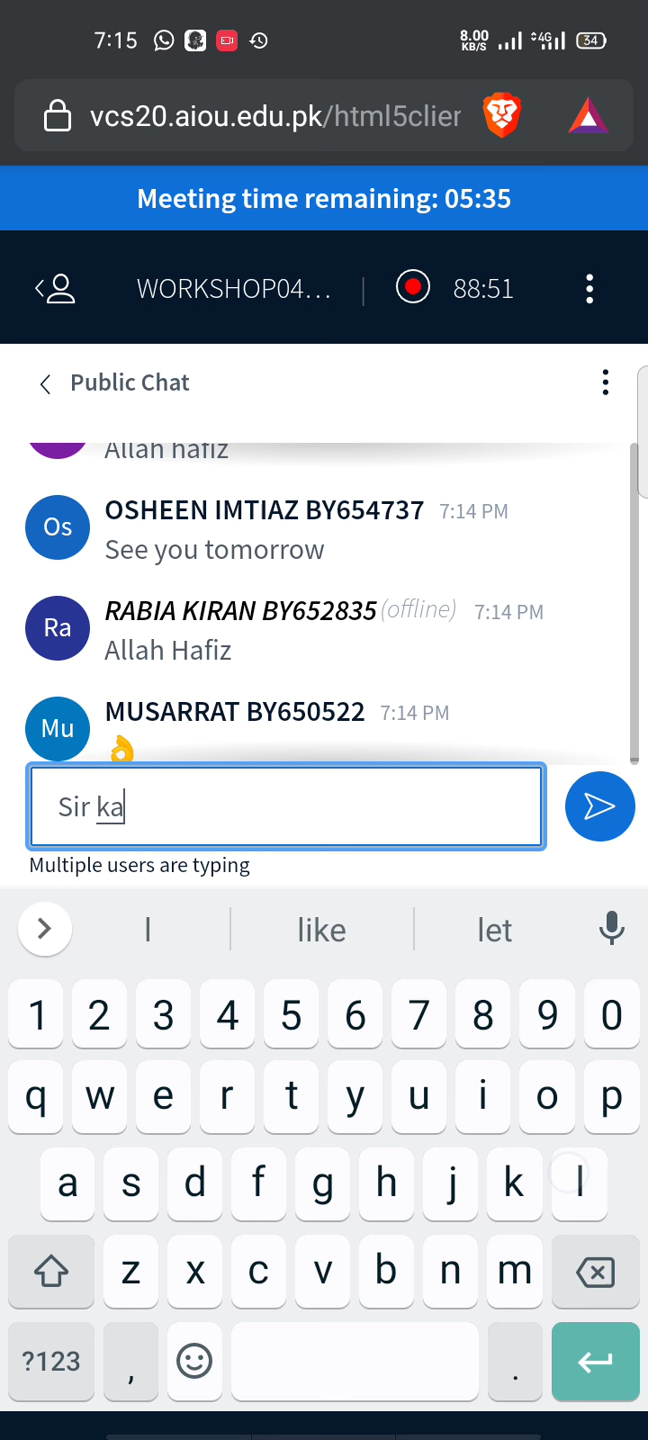 7:15
8.00
KB/S
4G
34
vcs20.aiou.edu.pk/html5clier
Meeting time remaining: 05:35
WORKSHOP04...
88:51
Public Chat
Allah hafiz
Os
OSHEEN IMTIAZ BY654737 7:14 PM
See you tomorrow
Ra
RABIA KIRAN BY652835 (offline) 7:14 PM
Allah Hafiz
Mu
MUSARRAT BY650522 7:14 PM
👌
Sir ka
Multiple users are typing
l like let
1 2 3 4 5 6 7 8 9 0
q w e r t y u i o p
a s d f g h j k l
z x c v b n m
?123 , .